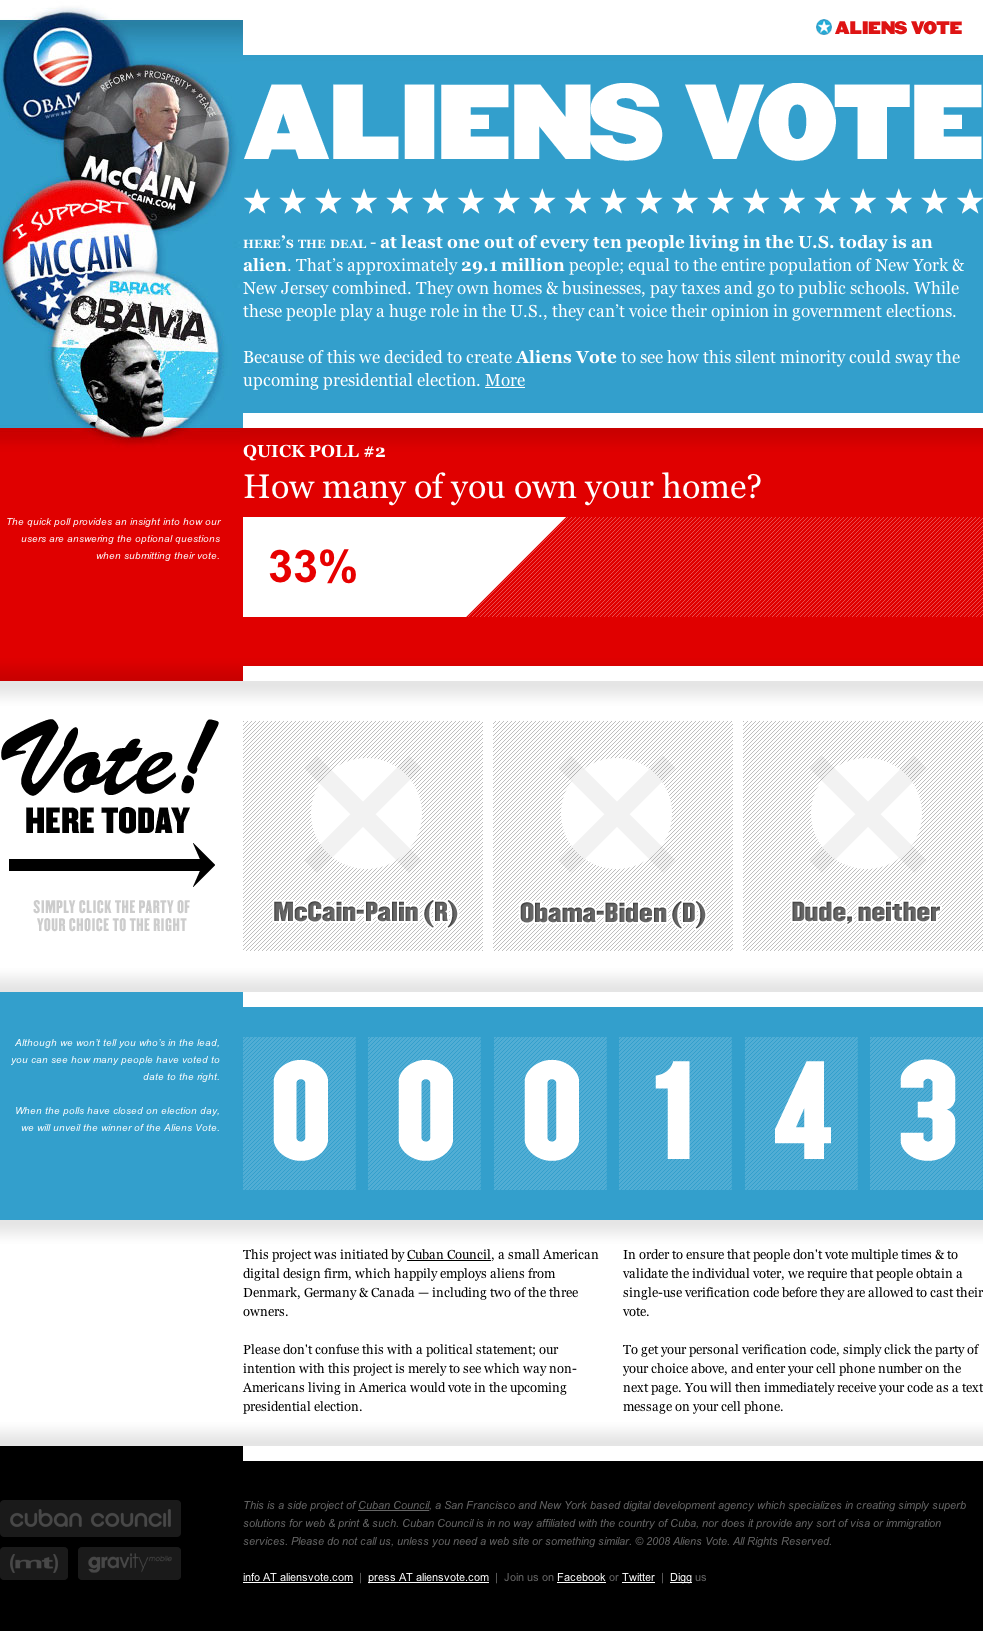 ALIENS VOTE
OBAMA
REFORM ★ PROSPERITY ★ PEACE
McCAIN
I SUPPORT
MCCAIN
BARACK
OBAMA
ALIENS VOTE
HERE'S THE DEAL - at least one out of every ten people living in the U.S. today is an
alien. That's approximately 29.1 million people; equal to the entire population of New York &
New Jersey combined. They own homes & businesses, pay taxes and go to public schools. While
these people play a huge role in the U.S., they can't voice their opinion in government elections.
Because of this we decided to create Aliens Vote to see how this silent minority could sway the
upcoming presidential election. More
QUICK POLL #2
How many of you own your home?
The quick poll provides an insight into how our
users are answering the optional questions
when submitting their vote.
33%
Vote!
HERE TODAY
SIMPLY CLICK THE PARTY OF
YOUR CHOICE TO THE RIGHT
McCain-Palin (R)
Obama-Biden (D)
Dude, neither
Although we won't tell you who's in the lead,
you can see how many people have voted to
date to the right.
When the polls have closed on election day,
we will unveil the winner of the Aliens Vote.
0 0 0 1 4 3
This project was initiated by Cuban Council, a small American
digital design firm, which happily employs aliens from
Denmark, Germany & Canada — including two of the three
owners.
Please don't confuse this with a political statement; our
intention with this project is merely to see which way non-
Americans living in America would vote in the upcoming
presidential election.
In order to ensure that people don't vote multiple times & to
validate the individual voter, we require that people obtain a
single-use verification code before they are allowed to cast their
vote.
To get your personal verification code, simply click the party of
your choice above, and enter your cell phone number on the
next page. You will then immediately receive your code as a text
message on your cell phone.
cuban council
(mt) gravity mobile
This is a side project of Cuban Council, a San Francisco and New York based digital development agency which specializes in creating simply superb
solutions for web & print & such. Cuban Council is in no way affiliated with the country of Cuba, nor does it provide any sort of visa or immigration
services. Please do not call us, unless you need a web site or something similar. © 2008 Aliens Vote. All Rights Reserved.
info AT aliensvote.com | press AT aliensvote.com | Join us on Facebook or Twitter | Digg us